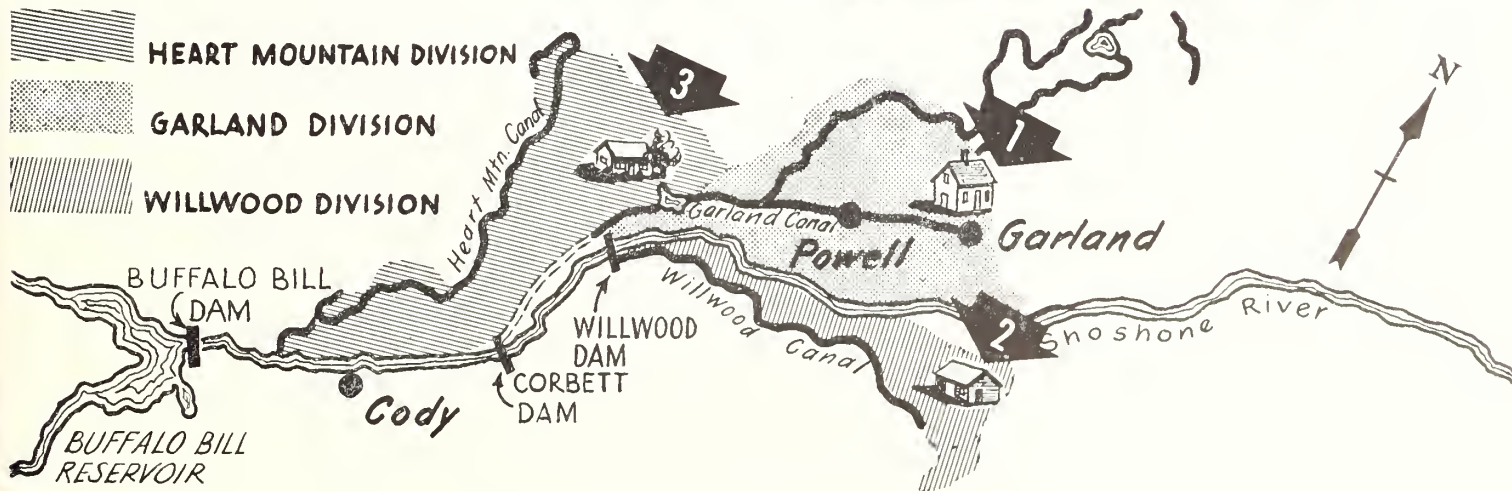 HEART MOUNTAIN DIVISION
GARLAND DIVISION
WILLWOOD DIVISION
3
1
N
Heart Mtn. Canal
Garland Canal
Powell
Garland
BUFFALO BILL
DAM
WILLWOOD
DAM
Willwood Canal
2
Shoshone River
CORBETT
DAM
Cody
BUFFALO BILL
RESERVOIR